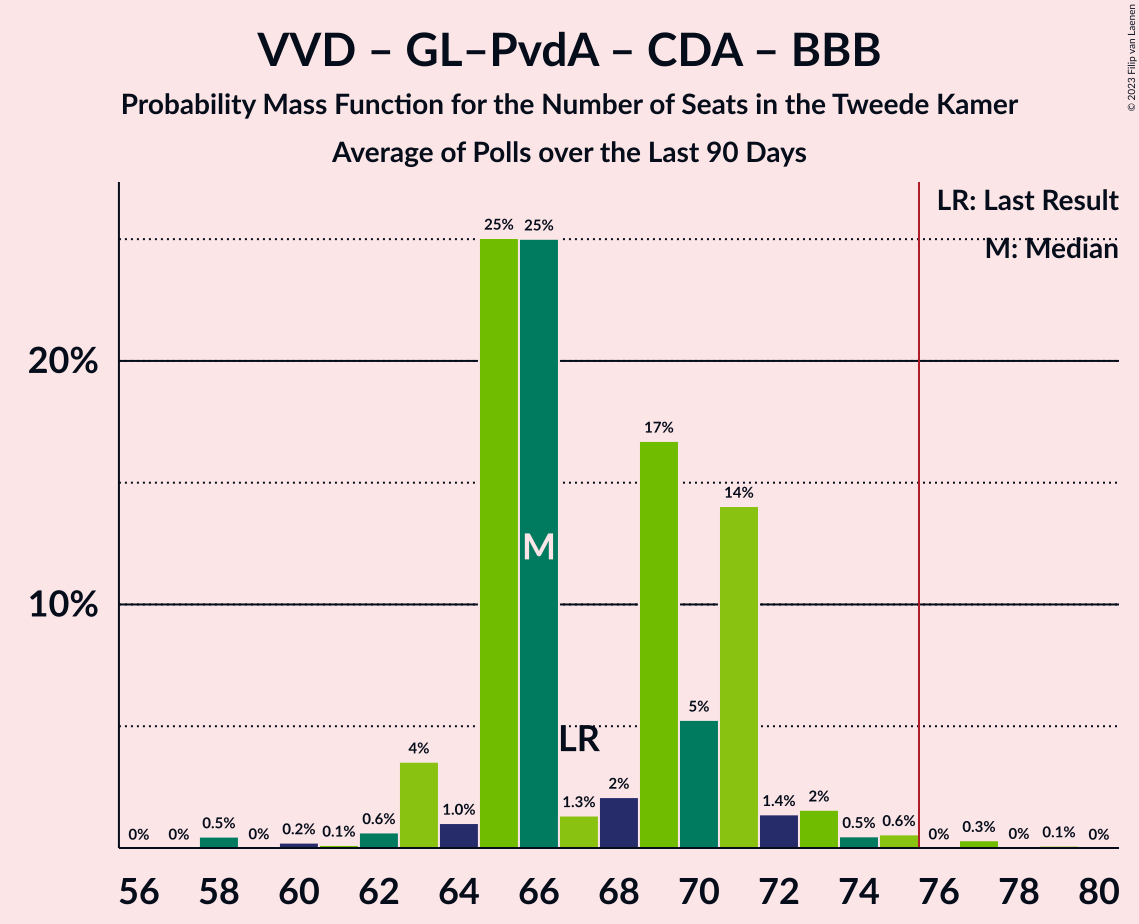 VVD – GL–PvdA – CDA – BBB
Probability Mass Function for the Number of Seats in the Tweede Kamer
Average of Polls over the Last 90 Days
© 2023 Filip van Laenen
LR: Last Result
M: Median
25% 25%
20%
17%
14%
M
10%
5%
LR
4%
2%
1.3% 1.4% 2%
1.0%
0.6% 0.5% 0.6%
0.5%
0% 0% 0% 0.2% 0.1% 0% 0.3% 0% 0.1% 0%
56 58 60 62 64 66 68 70 72 74 76 78 80